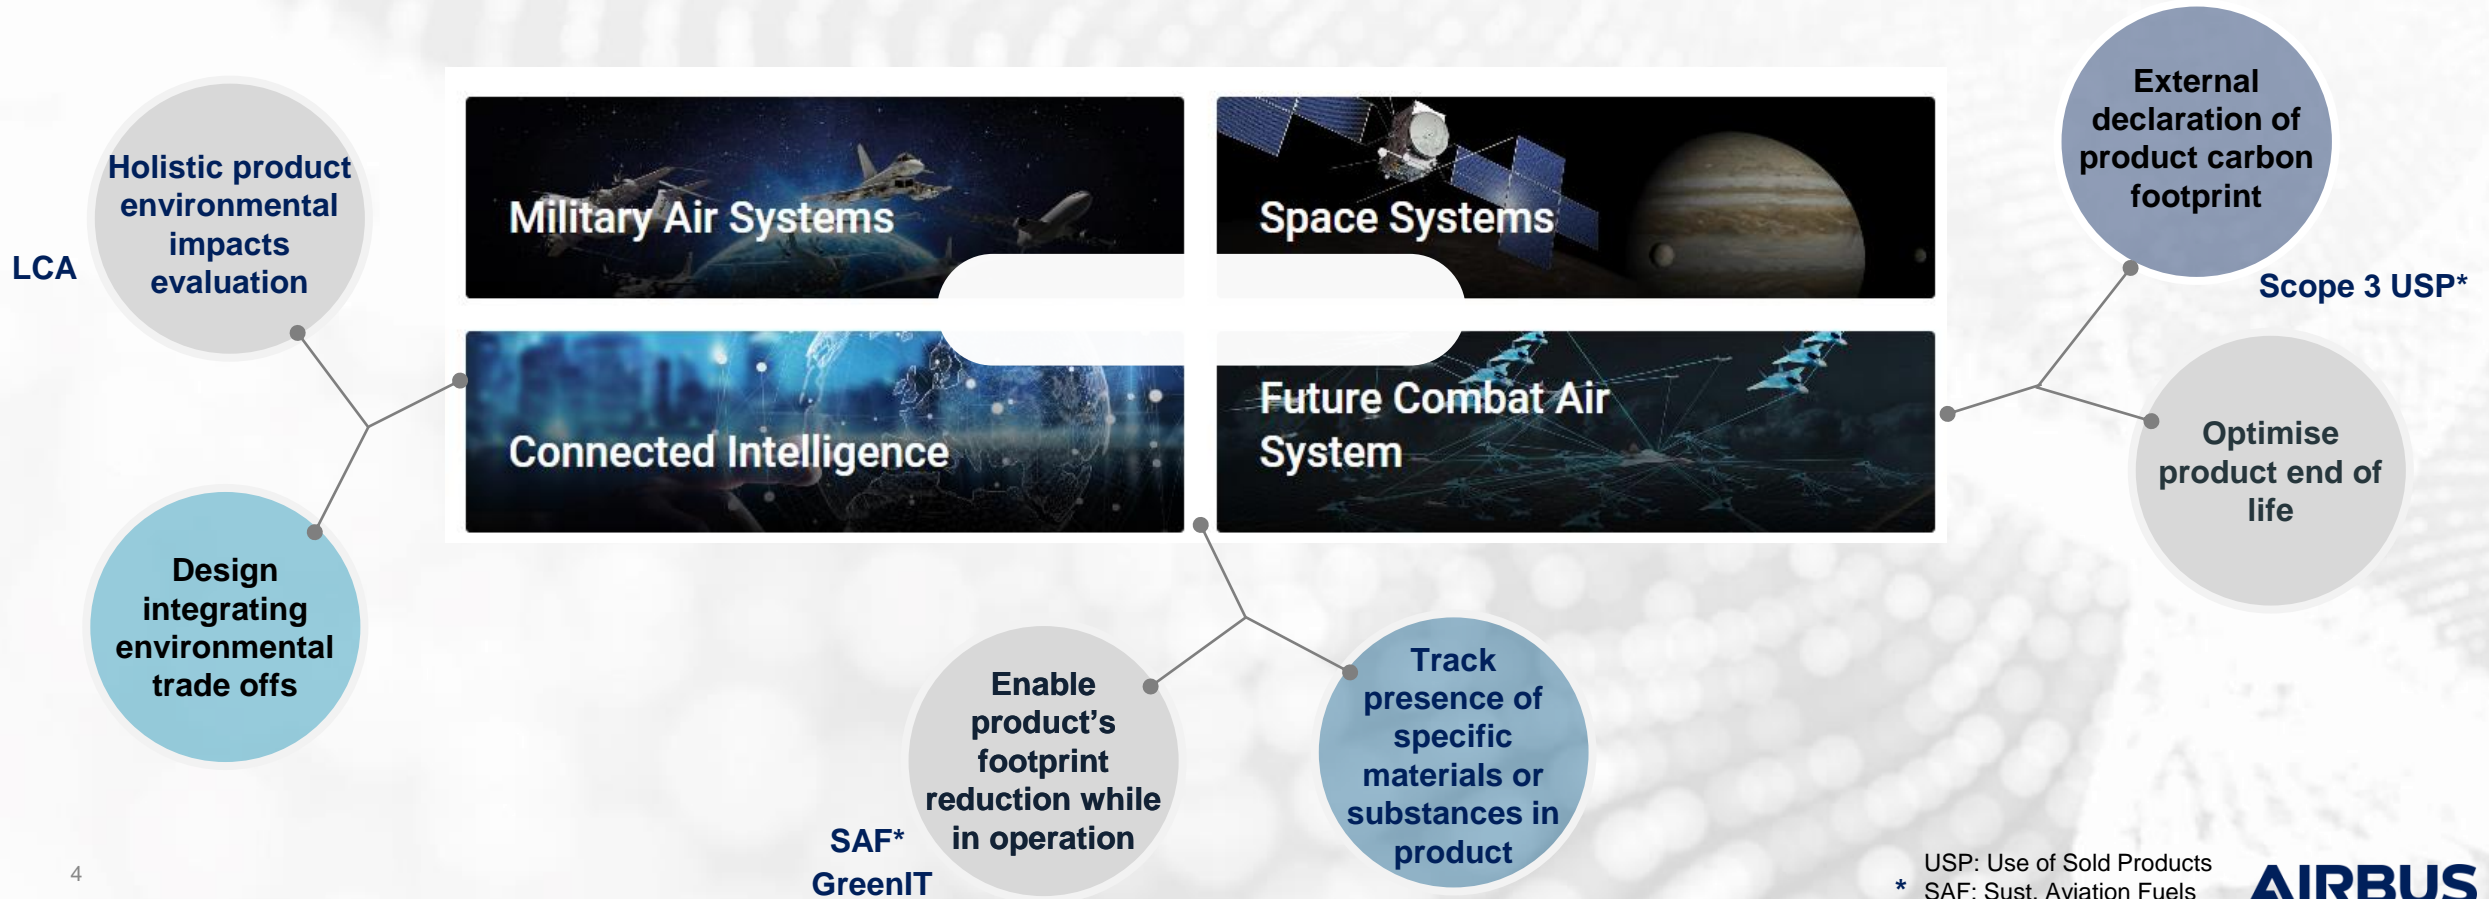 Holistic product
environmental
impacts
evaluation
LCA
Design
integrating
environmental
trade offs
Military Air Systems
Space Systems
Connected Intelligence
Future Combat Air
System
Enable
product’s
footprint
reduction while
in operation
SAF*
GreenIT
Track
presence of
specific
materials or
substances in
product
External
declaration of
product carbon
footprint
Scope 3 USP*
Optimise
product end of
life
4
USP: Use of Sold Products
* SAF: Sust. Aviation Fuels
AIRBUS